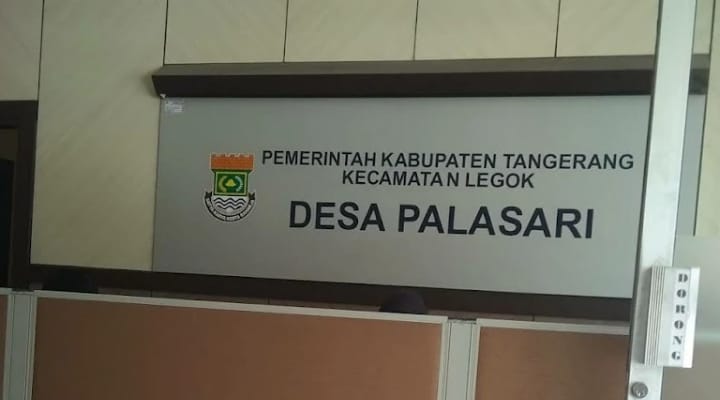 PEMERINTAH KABUPATEN TANGERANG
KECAMATAN LEGOK
DESA PALASARI
DORONG